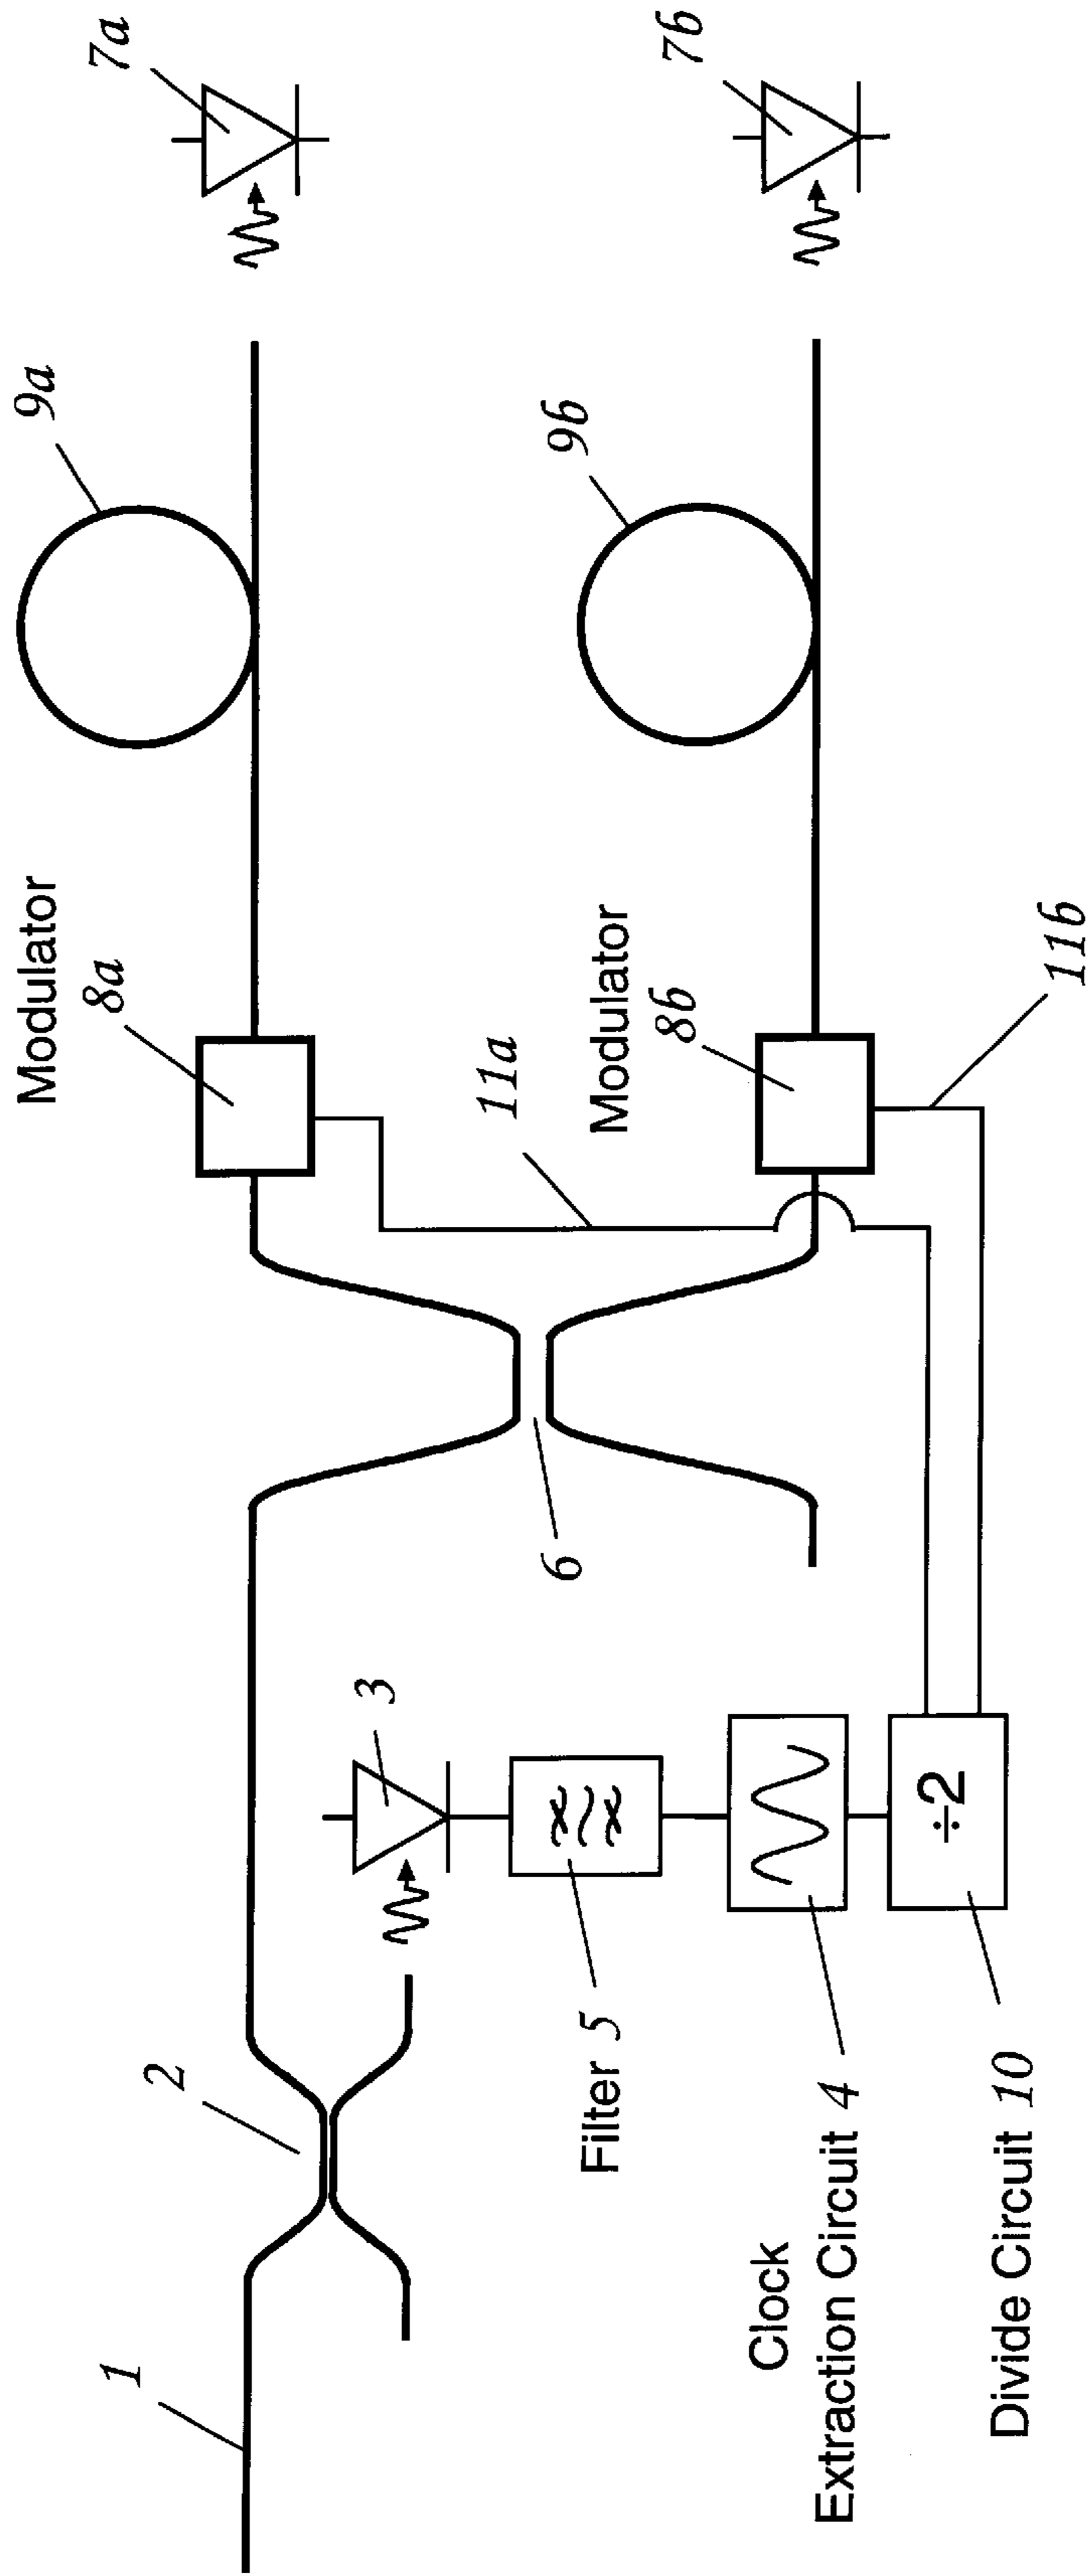 7a
7b
9a
9b
Modulator
8a
11a
Modulator
8b
11b
6
3
2
1
Filter 5
Clock
Extraction Circuit 4
÷2
Divide Circuit 10